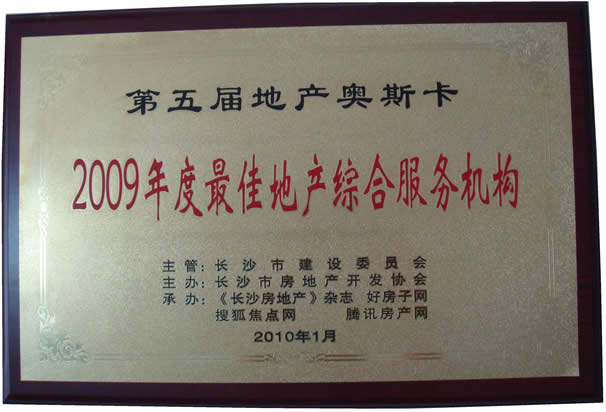 第五届地产奥斯卡
2009年度最佳地产综合服务机构
主管：长沙市建设委员会
主办：长沙市房地产开发协会
承办：《长沙房地产》杂志 好房子网
搜狐焦点网 腾讯房产网
2010年1月